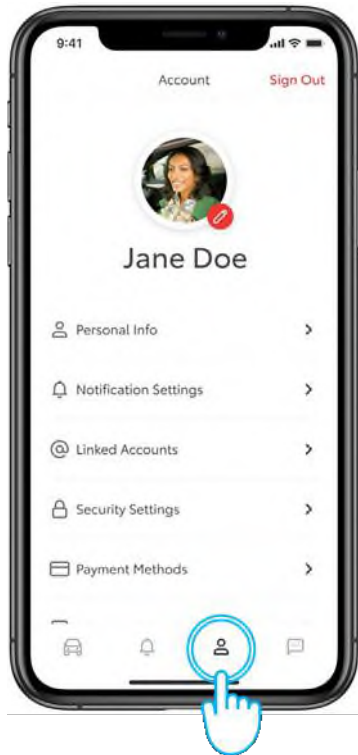 9:41
Account Sign Out
Jane Doe
Personal Info
Notification Settings
Linked Accounts
Security Settings
Payment Methods